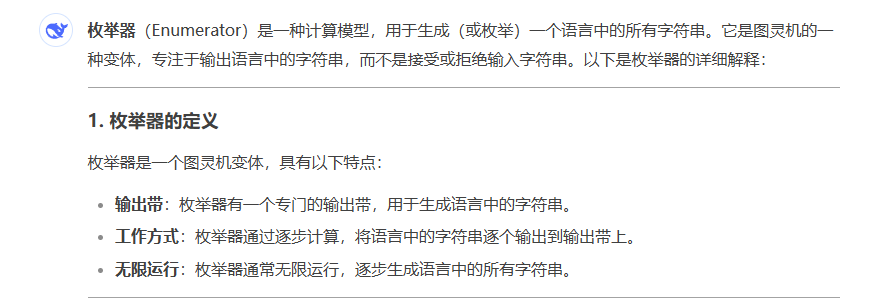 枚举器（Enumerator）是一种计算模型，用于生成（或枚举）一个语言中的所有字符串。它是图灵机的一
种变体，专注于输出语言中的字符串，而不是接受或拒绝输入字符串。以下是枚举器的详细解释：
1. 枚举器的定义
枚举器是一个图灵机变体，具有以下特点：
• 输出带：枚举器有一个专门的输出带，用于生成语言中的字符串。
• 工作方式：枚举器通过逐步计算，将语言中的字符串逐个输出到输出带上。
• 无限运行：枚举器通常无限运行，逐步生成语言中的所有字符串。